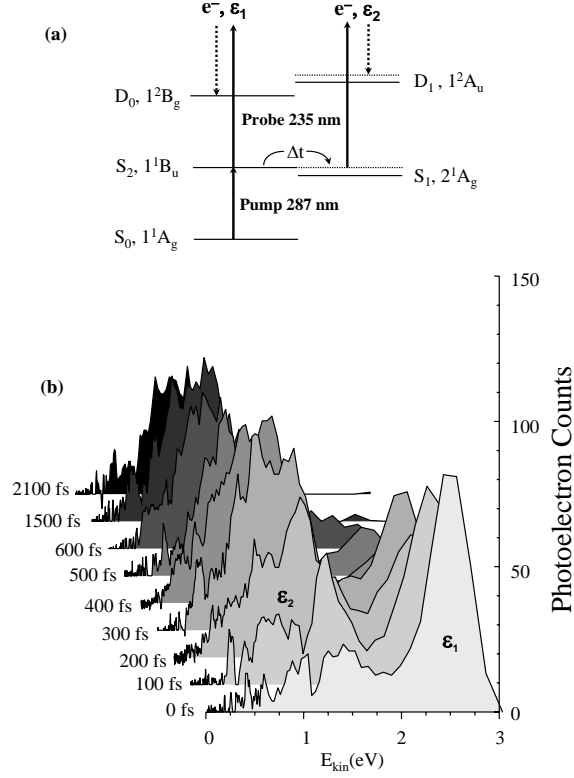 (a)
e⁻, ε₁
e⁻, ε₂
D₀, 1²B_g
D₁ , 1²A_u
Probe 235 nm
S₂, 1¹B_u
Δt
S₁, 2¹A_g
Pump 287 nm
S₀, 1¹A_g
(b)
150
100
50
0
Photoelectron Counts
2100 fs
1500 fs
600 fs
500 fs
400 fs
300 fs
200 fs
100 fs
0 fs
ε₂
ε₁
0
1
2
3
E_kin(eV)